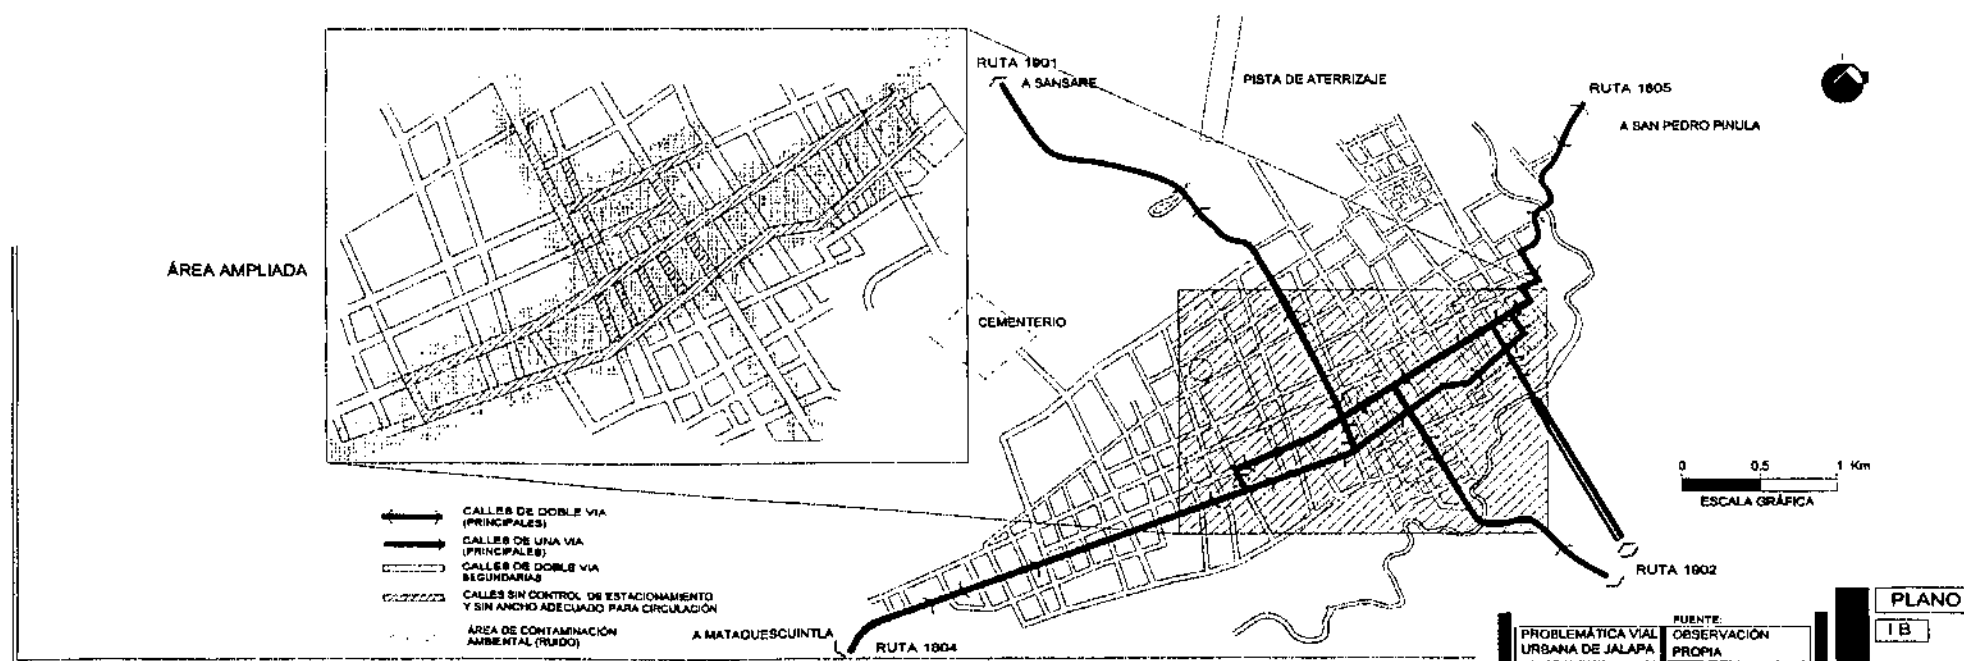 ÁREA AMPLIADA
RUTA 1901
A SANSARE
PISTA DE ATERRIZAJE
RUTA 1805
A SAN PEDRO PINULA
CEMENTERIO
0 0.5 1 Km
ESCALA GRÁFICA
CALLES DE DOBLE VIA
(PRINCIPALES)
CALLES DE UNA VIA
(PRINCIPALES)
CALLES DE DOBLE VIA
SEGUNDARIAS
CALLES SIN CONTROL DE ESTACIONAMIENTO
Y SIN ANCHO ADECUADO PARA CIRCULACIÓN
ÁREA DE CONTAMINACIÓN
AMBIENTAL (RUIDO)
A MATAQUESCUINTLA
RUTA 1804
RUTA 1902
PROBLEMÁTICA VIAL
URBANA DE JALAPA
FUENTE:
OBSERVACIÓN
PROPIA
PLANO
1 B